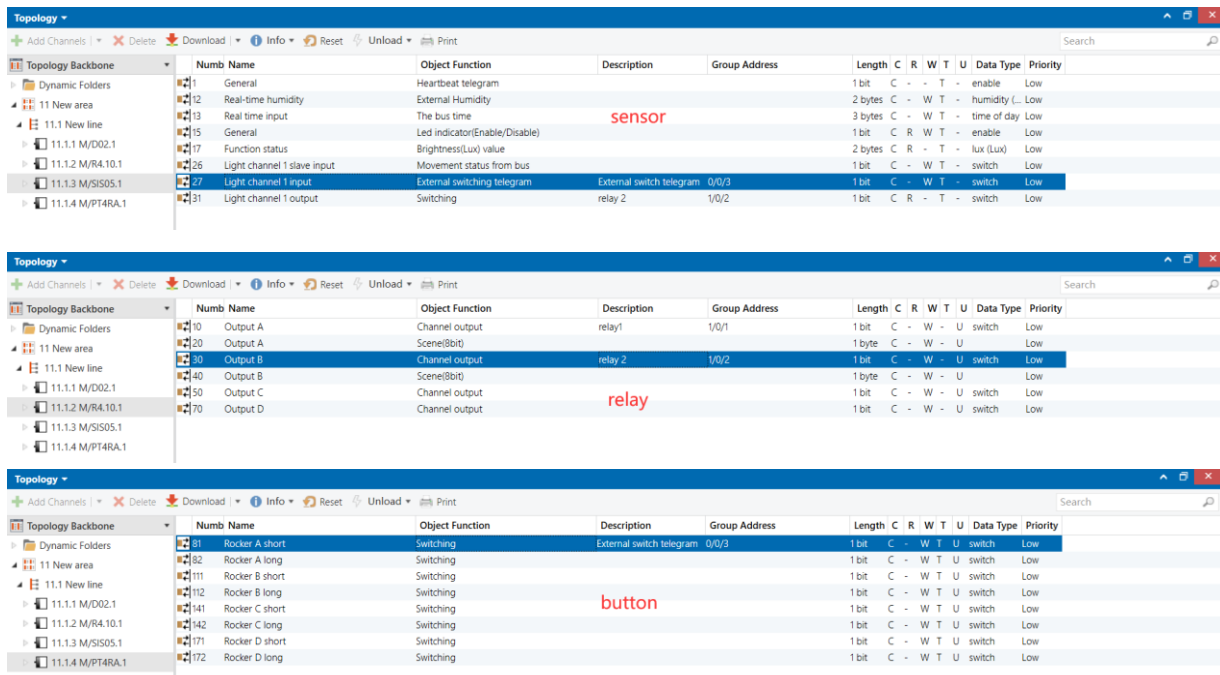 Topology
Add Channels Delete Download Info Reset Unload Print Search
Topology Backbone Numb Name Object Function Description Group Address Length C R W T U Data Type Priority
Dynamic Folders 1 General Heartbeat telegram 1 bit C - - T - enable Low
11 New area 12 Real-time humidity External Humidity 2 bytes C - W T - humidity (... Low
11.1 New line 13 Real time input The bus time 3 bytes C - W T - time of day Low
sensor
11.1.1 M/D02.1 15 General Led indicator(Enable/Disable) 1 bit C R W T - enable Low
17 Function status Brightness(Lux) value 2 bytes C R - T - lux (Lux) Low
11.1.2 M/R4.10.1 26 Light channel 1 slave input Movement status from bus 1 bit C - W T - switch Low
11.1.3 M/SIS05.1 27 Light channel 1 input External switching telegram External switch telegram 0/0/3 1 bit C - W T - switch Low
11.1.4 M/PT4RA.1 31 Light channel 1 output Switching relay 2 1/0/2 1 bit C R - T - switch Low
Topology
Add Channels Delete Download Info Reset Unload Print Search
Topology Backbone Numb Name Object Function Description Group Address Length C R W T U Data Type Priority
Dynamic Folders 10 Output A Channel output relay1 1/0/1 1 bit C - W - U switch Low
11 New area 20 Output A Scene(8bit) 1 byte C - W - U Low
11.1 New line 30 Output B Channel output relay 2 1/0/2 1 bit C - W - U switch Low
11.1.1 M/D02.1 40 Output B Scene(8bit) 1 byte C - W - U Low
50 Output C Channel output 1 bit C - W - U switch Low
relay
11.1.2 M/R4.10.1 70 Output D Channel output 1 bit C - W - U switch Low
11.1.3 M/SIS05.1
11.1.4 M/PT4RA.1
Topology
Add Channels Delete Download Info Reset Unload Print Search
Topology Backbone Numb Name Object Function Description Group Address Length C R W T U Data Type Priority
Dynamic Folders 81 Rocker A short Switching External switch telegram 0/0/3 1 bit C - W T U switch Low
11 New area 82 Rocker A long Switching 1 bit C - W T U switch Low
11.1 New line 111 Rocker B short Switching 1 bit C - W T U switch Low
112 Rocker B long Switching 1 bit C - W T U switch Low
button
11.1.1 M/D02.1 141 Rocker C short Switching 1 bit C - W T U switch Low
11.1.2 M/R4.10.1 142 Rocker C long Switching 1 bit C - W T U switch Low
11.1.3 M/SIS05.1 171 Rocker D short Switching 1 bit C - W T U switch Low
11.1.4 M/PT4RA.1 172 Rocker D long Switching 1 bit C - W T U switch Low